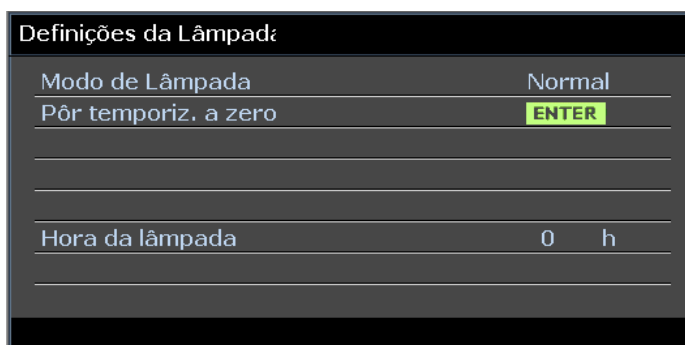 Definições da Lâmpada
Modo de Lâmpada Normal
Pôr temporiz. a zero ENTER
Hora da lâmpada 0 h